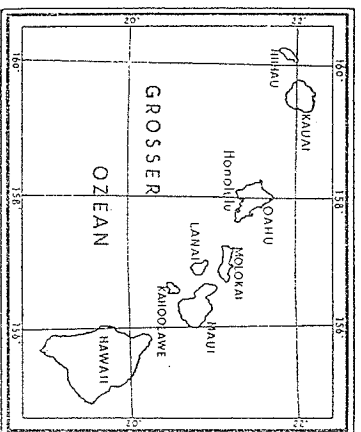 160°
158°
156°
22°
22°
20°
20°
160°
158°
156°
NIIHAU
KAUAI
OAHU
Honolulu
MOLOKAI
LANAI
MAUI
KAHOOLAWE
HAWAII
GROSSER
OZEAN